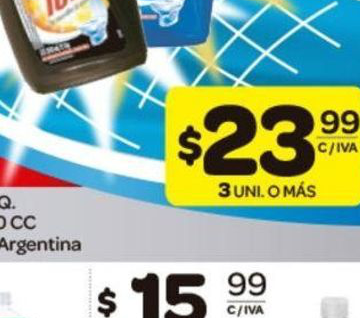 $23 99
C/IVA
3 UNI. O MÁS
Q.
CC
Argentina
$15 99
C/IVA